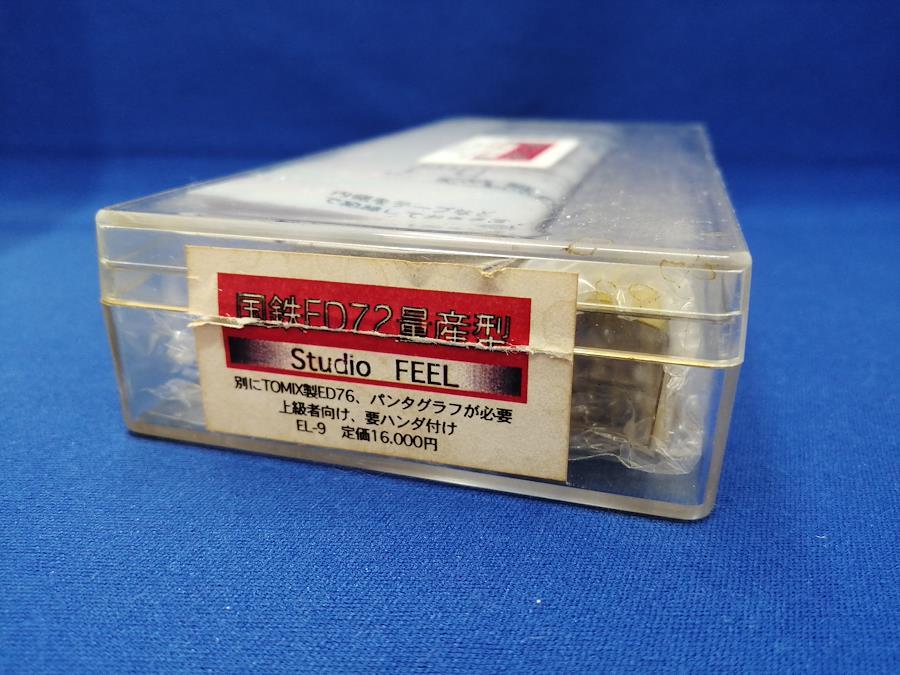 国鉄ED72量産型
Studio FEEL
別にTOMIX製ED76、パンタグラフが必要
上級者向け、要ハンダ付け
EL-9 定価16.000円